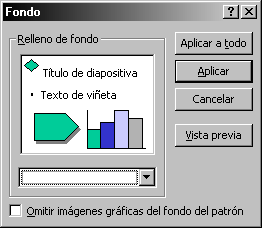 Fondo
Relleno de fondo
Título de diapositiva
Texto de viñeta
Aplicar a todo
Aplicar
Cancelar
Vista previa
Omitir imágenes gráficas del fondo del patrón